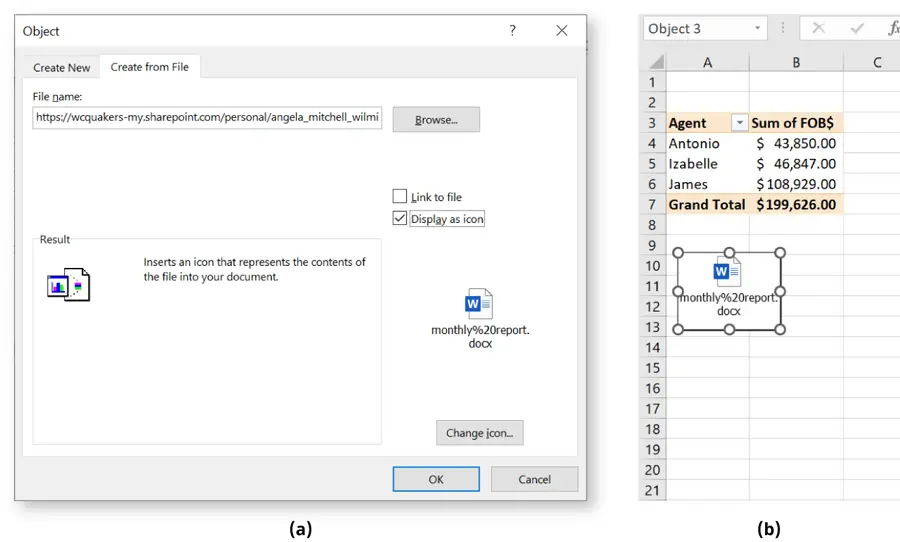 Object
?
Create New
Create from File
File name:
https://wcquakers-my.sharepoint.com/personal/angela_mitchell_wilmi
Browse...
Link to file
Display as icon
Result
Inserts an icon that represents the contents of
the file into your document.
W
monthly%20report.
docx
Change icon...
OK
Cancel
(a)
Object 3
fx
A B C
1
2
3 Agent Sum of FOB$
4 Antonio $ 43,850.00
5 Izabelle $ 46,847.00
6 James $108,929.00
7 Grand Total $199,626.00
8
9
10
W
11
monthly%20report.
12
docx
13
14
15
16
17
18
19
20
21
(b)